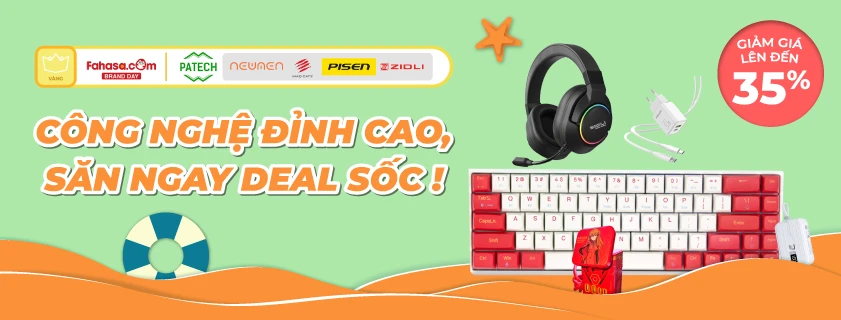 VÀNG
Fahasa.com
BRAND DAY
PATECH
NEWMEN
PISEN
ZIDLI
CÔNG NGHỆ ĐỈNH CAO,
SĂN NGAY DEAL SỐC !
GIẢM GIÁ
LÊN ĐẾN
35%